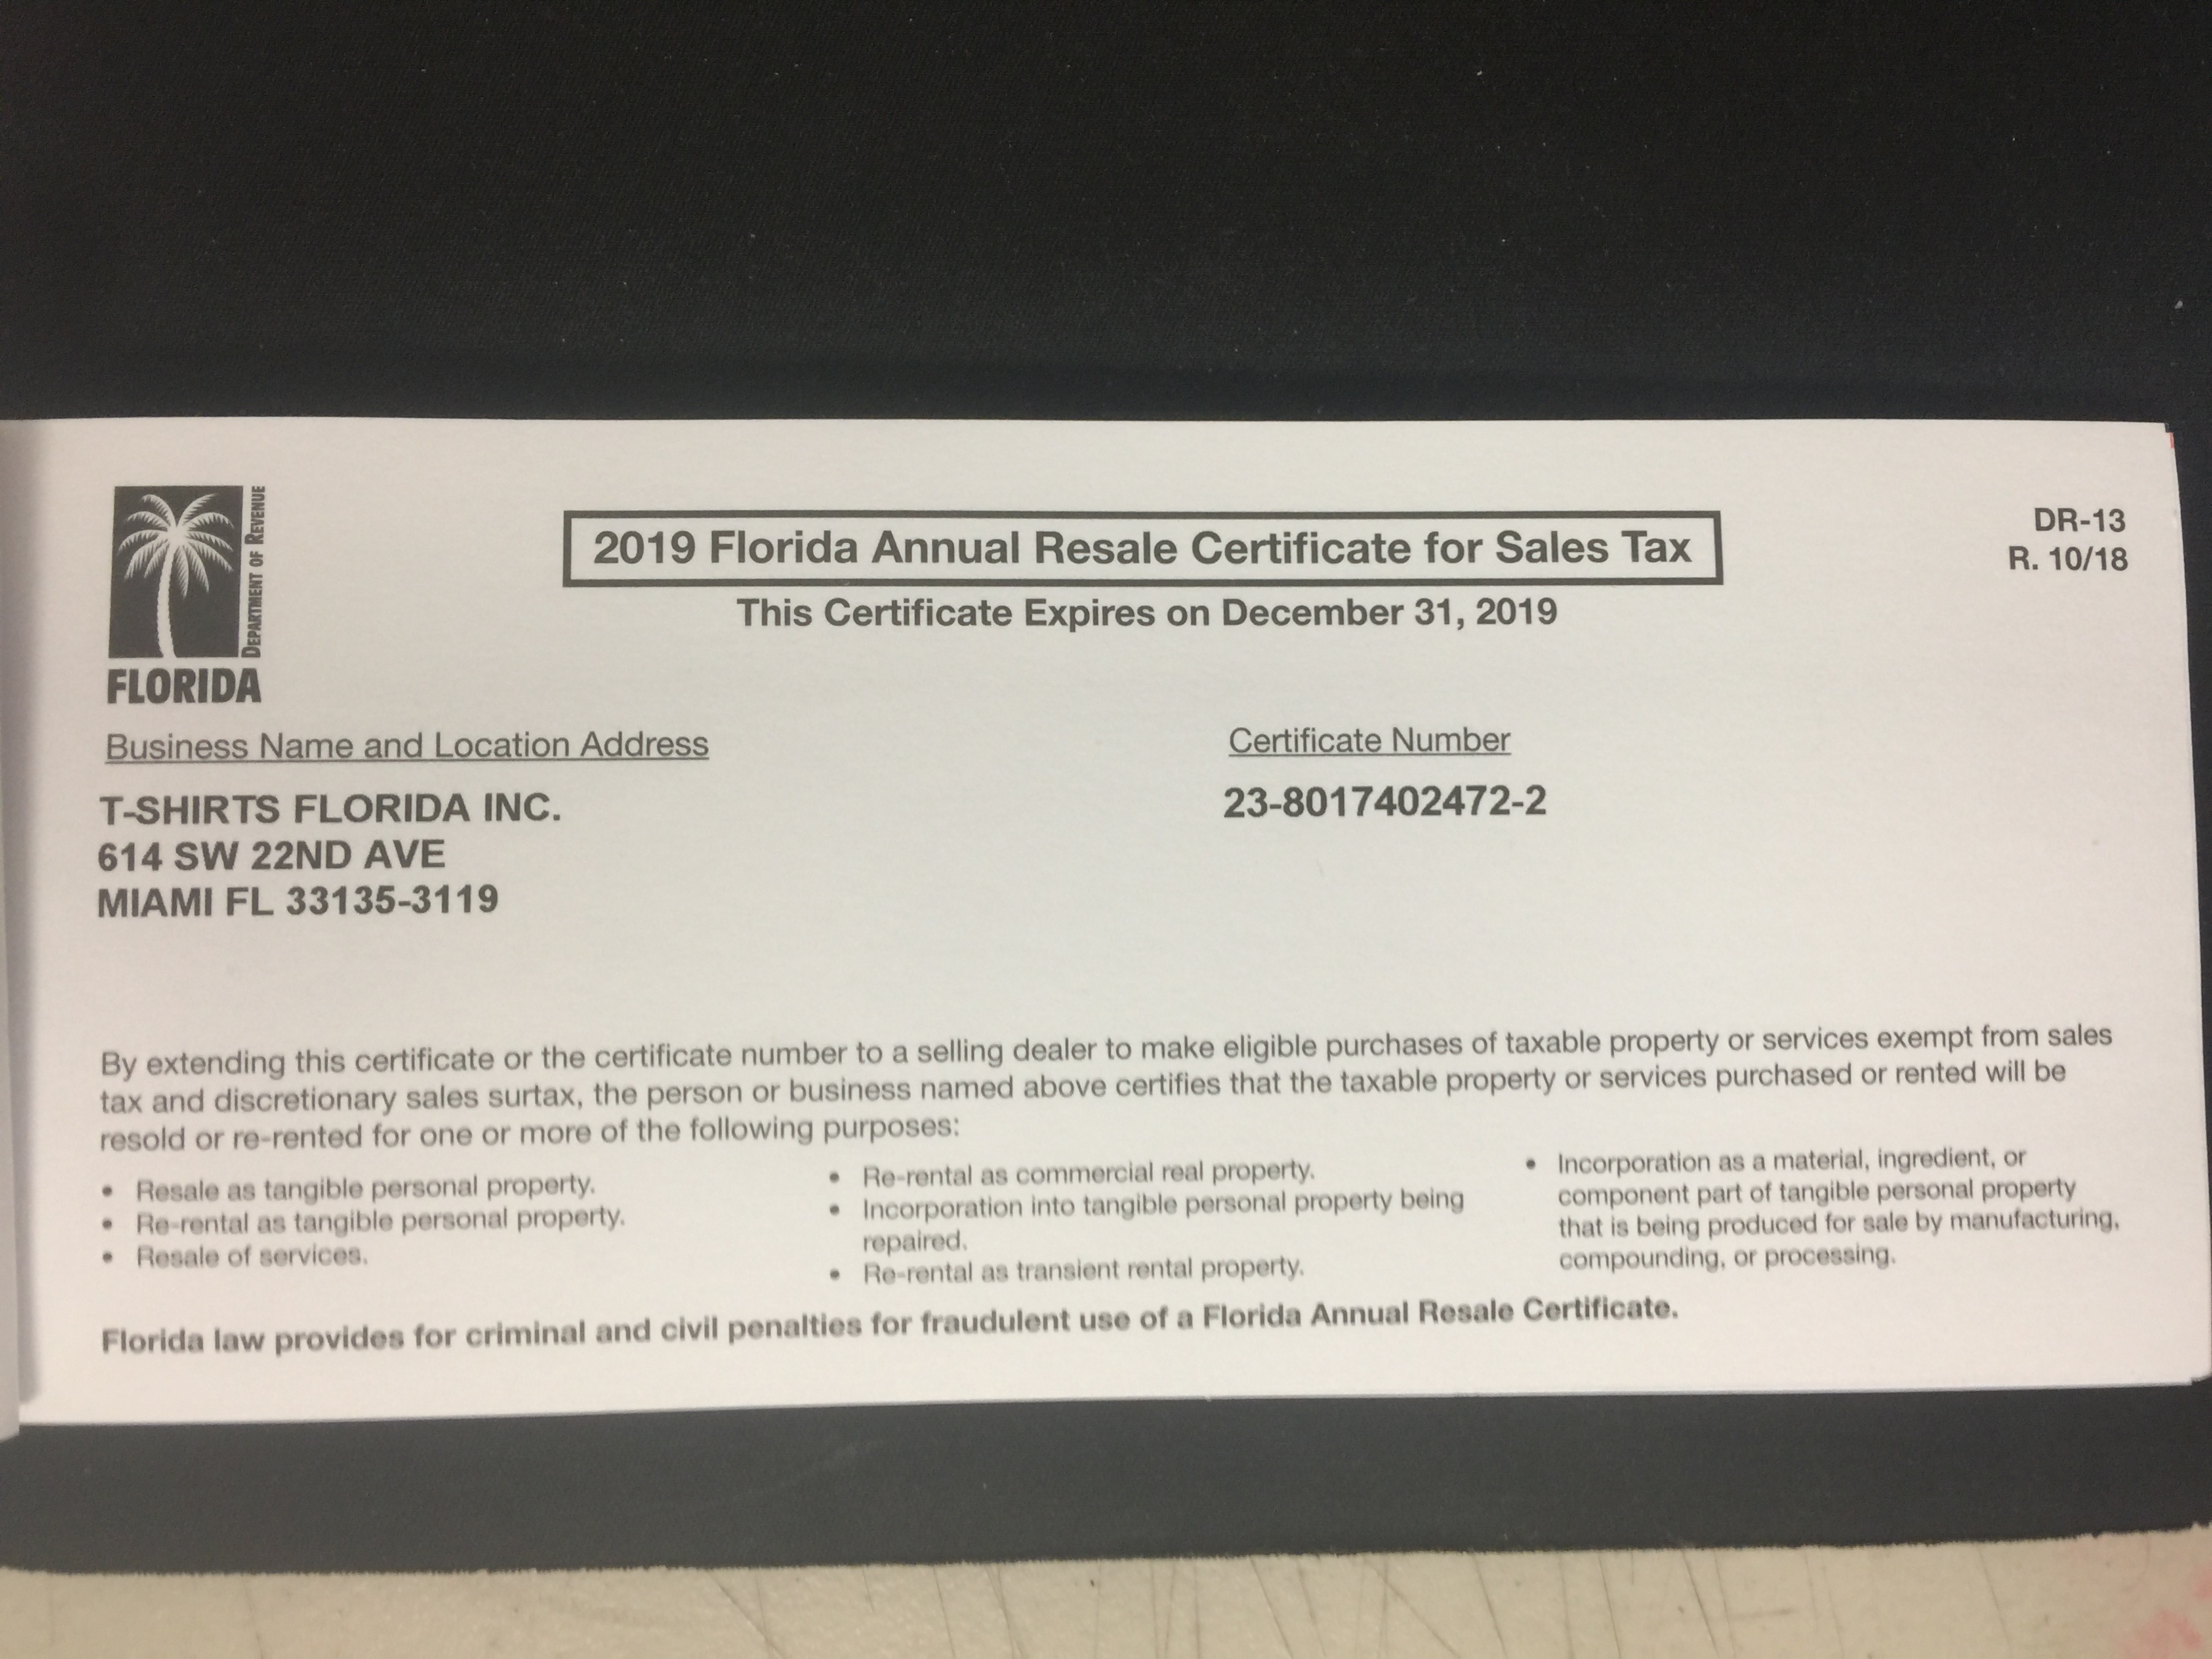 DEPARTMENT OF REVENUE
FLORIDA
2019 Florida Annual Resale Certificate for Sales Tax
This Certificate Expires on December 31, 2019
DR-13
R. 10/18
Business Name and Location Address
Certificate Number
T-SHIRTS FLORIDA INC.
23-8017402472-2
614 SW 22ND AVE
MIAMI FL 33135-3119
By extending this certificate or the certificate number to a selling dealer to make eligible purchases of taxable property or services exempt from sales
tax and discretionary sales surtax, the person or business named above certifies that the taxable property or services purchased or rented will be
resold or re-rented for one or more of the following purposes:
• Resale as tangible personal property.
• Re-rental as tangible personal property.
• Resale of services.
• Re-rental as commercial real property.
• Incorporation into tangible personal property being
repaired.
• Re-rental as transient rental property.
• Incorporation as a material, ingredient, or
component part of tangible personal property
that is being produced for sale by manufacturing,
compounding, or processing.
Florida law provides for criminal and civil penalties for fraudulent use of a Florida Annual Resale Certificate.